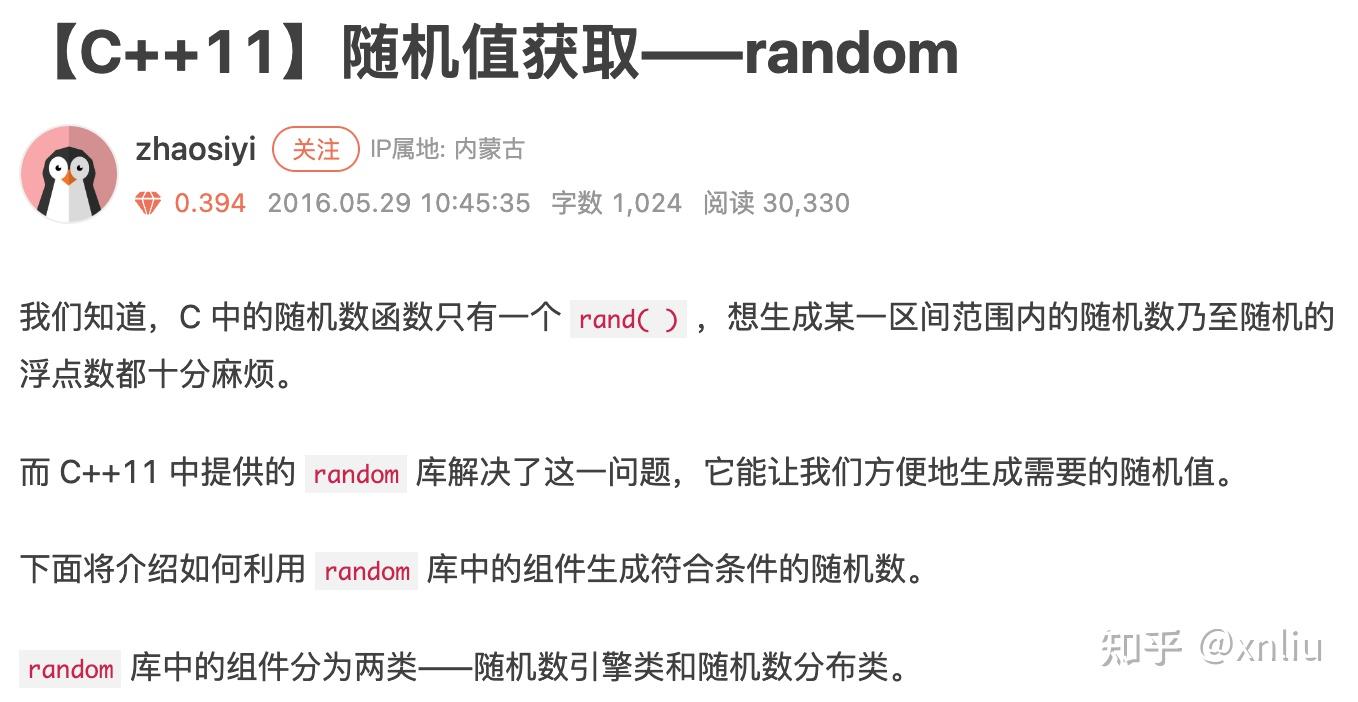 【C++11】随机值获取——random
zhaosiyi 关注 IP属地: 内蒙古
0.394 2016.05.29 10:45:35 字数 1,024 阅读 30,330
我们知道，C 中的随机数函数只有一个 rand( ) ，想生成某一区间范围内的随机数乃至随机的
浮点数都十分麻烦。
而 C++11 中提供的 random 库解决了这一问题，它能让我们方便地生成需要的随机值。
下面将介绍如何利用 random 库中的组件生成符合条件的随机数。
random 库中的组件分为两类——随机数引擎类和随机数分布类。
知乎 @xnliu